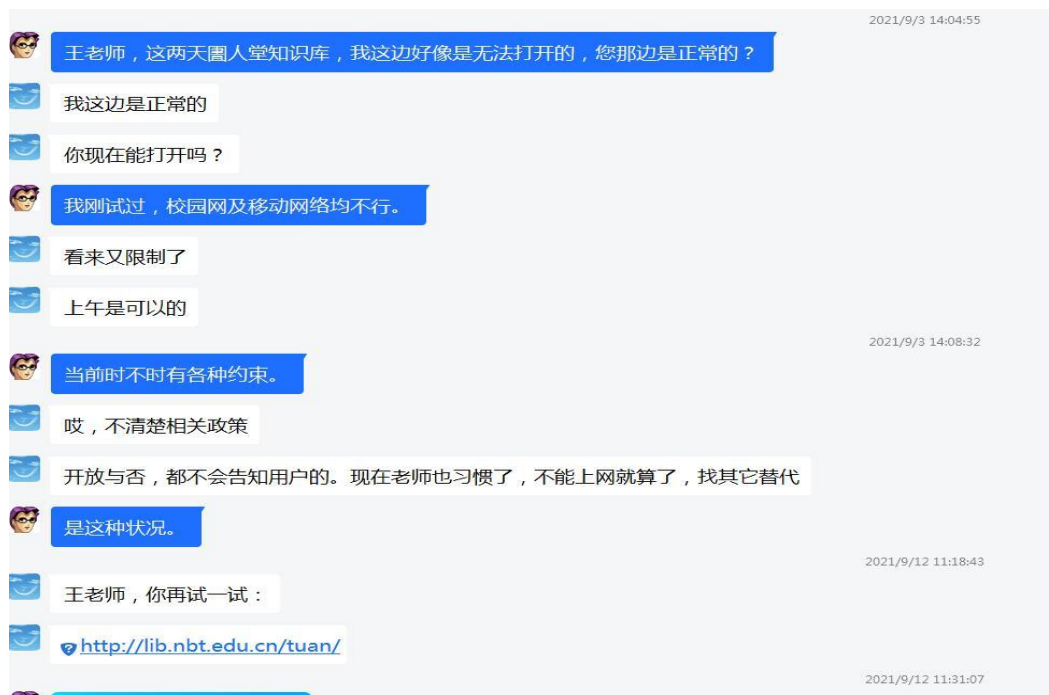 2021/9/3 14:04:55
王老师，这两天圕人堂知识库，我这边好像是无法打开的，您那边是正常的？
我这边是正常的
你现在能打开吗？
我刚试过，校园网及移动网络均不行。
看来又限制了
上午是可以的
2021/9/3 14:08:32
当前时不时有各种约束。
哎，不清楚相关政策
开放与否，都不会告知用户的。现在老师也习惯了，不能上网就算了，找其它替代
是这种状况。
2021/9/12 11:18:43
王老师，你再试一试：
http://lib.nbt.edu.cn/tuan/
2021/9/12 11:31:07